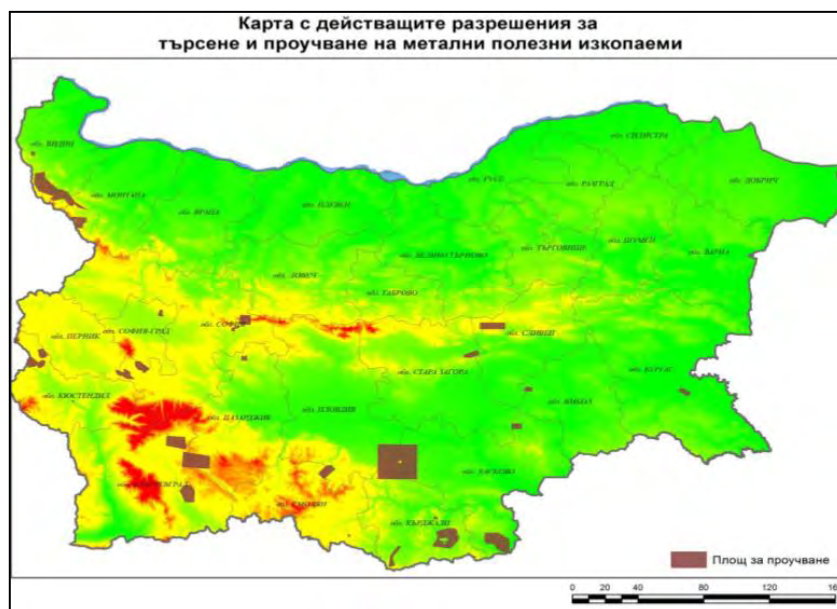 Карта с действащите разрешения за
търсене и проучване на метални полезни изкопаеми
обл. ВИДИН
обл. МОНТАНА
обл. ВРАЦА
обл. ПЛЕВЕН
обл. РУСЕ
обл. СИЛИСТРА
обл. РАЗГРАД
обл. ДОБРИЧ
обл. ВЕЛИКО ТЪРНОВО
обл. ТЪРГОВИЩЕ
обл. ШУМЕН
обл. ВАРНА
обл. ЛОВЕЧ
обл. ГАБРОВО
обл. ПЕРНИК
обл. СОФИЯ-ГРАД
обл. СОФИЯ
обл. СЛИВЕН
обл. КЮСТЕНДИЛ
обл. ПАЗАРДЖИК
обл. ПЛОВДИВ
обл. СТАРА ЗАГОРА
обл. ЯМБОЛ
обл. БУРГАС
обл. ХАСКОВО
обл. СМОЛЯН
обл. КЪРДЖАЛИ
Площ за проучване
0 20 40 80 120